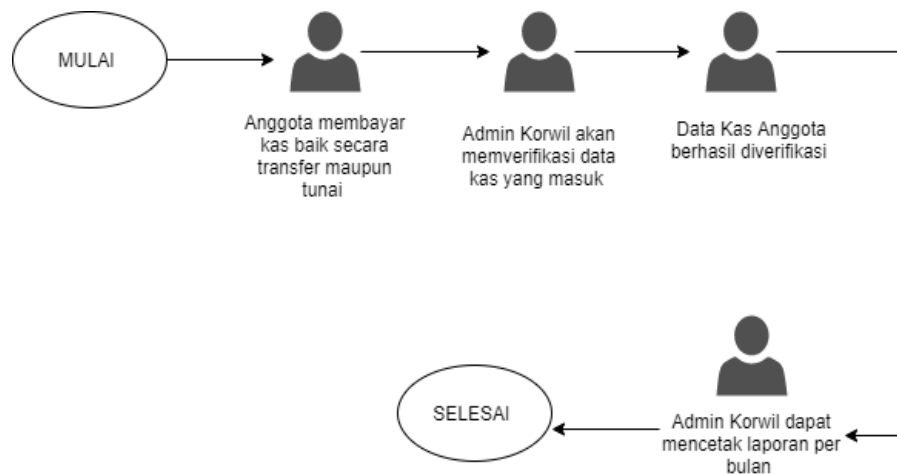 MULAI
Anggota membayar
kas baik secara
transfer maupun
tunai
Admin Korwil akan
memverifikasi data
kas yang masuk
Data Kas Anggota
berhasil diverifikasi
SELESAI
Admin Korwil dapat
mencetak laporan per
bulan